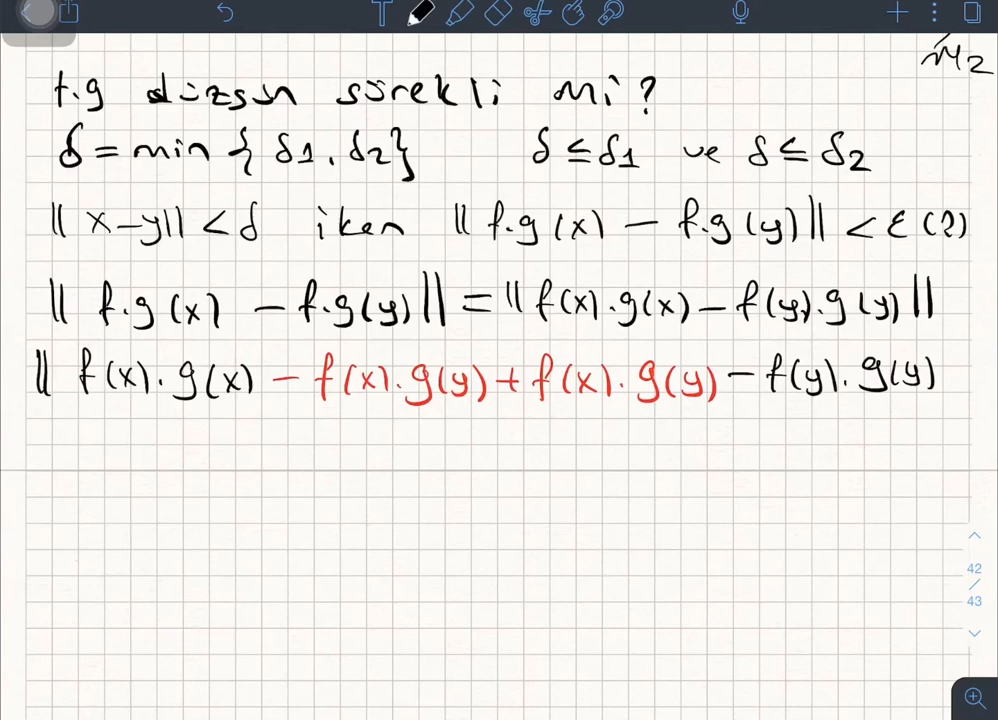 M2
f.g düzgün sürekli mi?
δ = min { δ1, δ2} δ ≤ δ1 ve δ ≤ δ2
|| x-y|| < δ iken || f.g (x) - f.g (y)|| < ε (?)
|| f.g (x) - f.g(y) || = || f(x).g(x) - f(y).g(y) ||
|| f(x). g(x) - f(x).g(y) + f(x). g(y) - f(y). g(y)
42
/
43